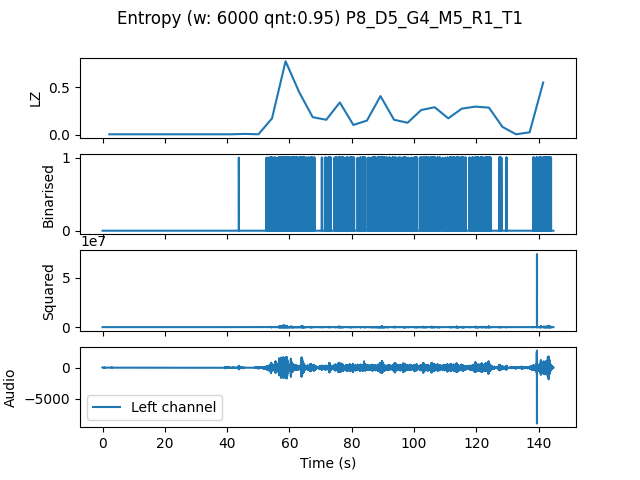 Entropy (w: 6000 qnt:0.95) P8_D5_G4_M5_R1_T1
0.5
LZ
0.0
1
Binarised
0
1e7
5
Squared
0
0
Audio
−5000
Left channel
0 20 40 60 80 100 120 140
Time (s)